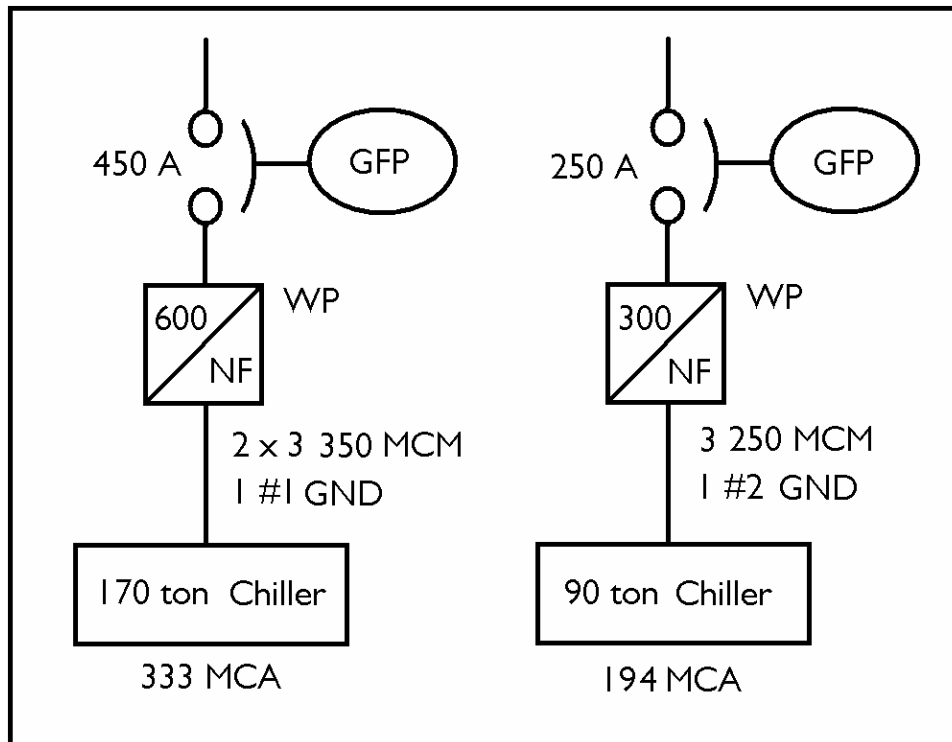 450 A
GFP
600
NF
WP
2 x 3 350 MCM
1 #1 GND
170 ton Chiller
333 MCA
250 A
GFP
300
NF
WP
3 250 MCM
1 #2 GND
90 ton Chiller
194 MCA